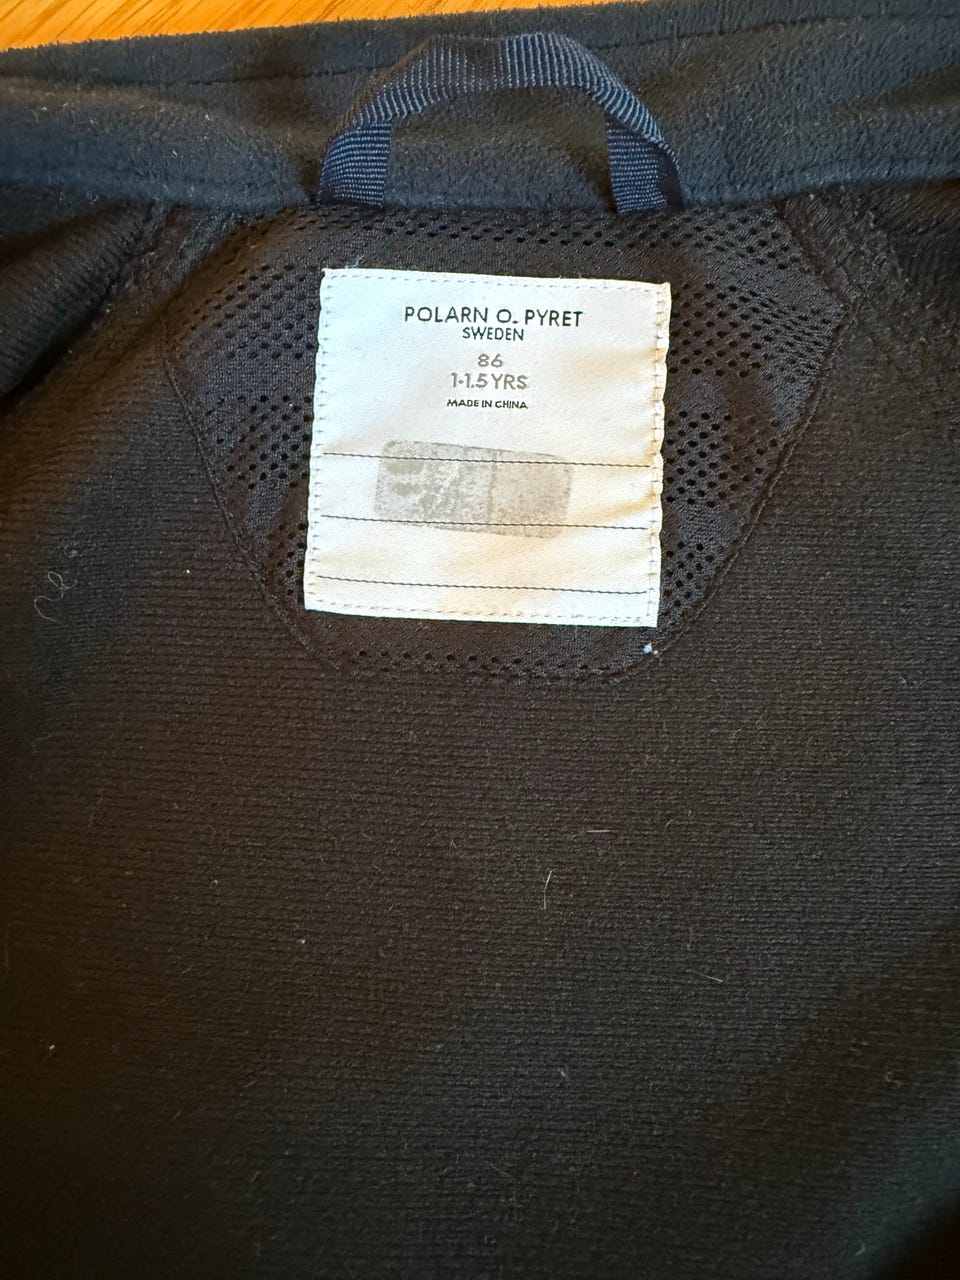 POLARN O. PYRET
SWEDEN
86
1-1.5 YRS
MADE IN CHINA